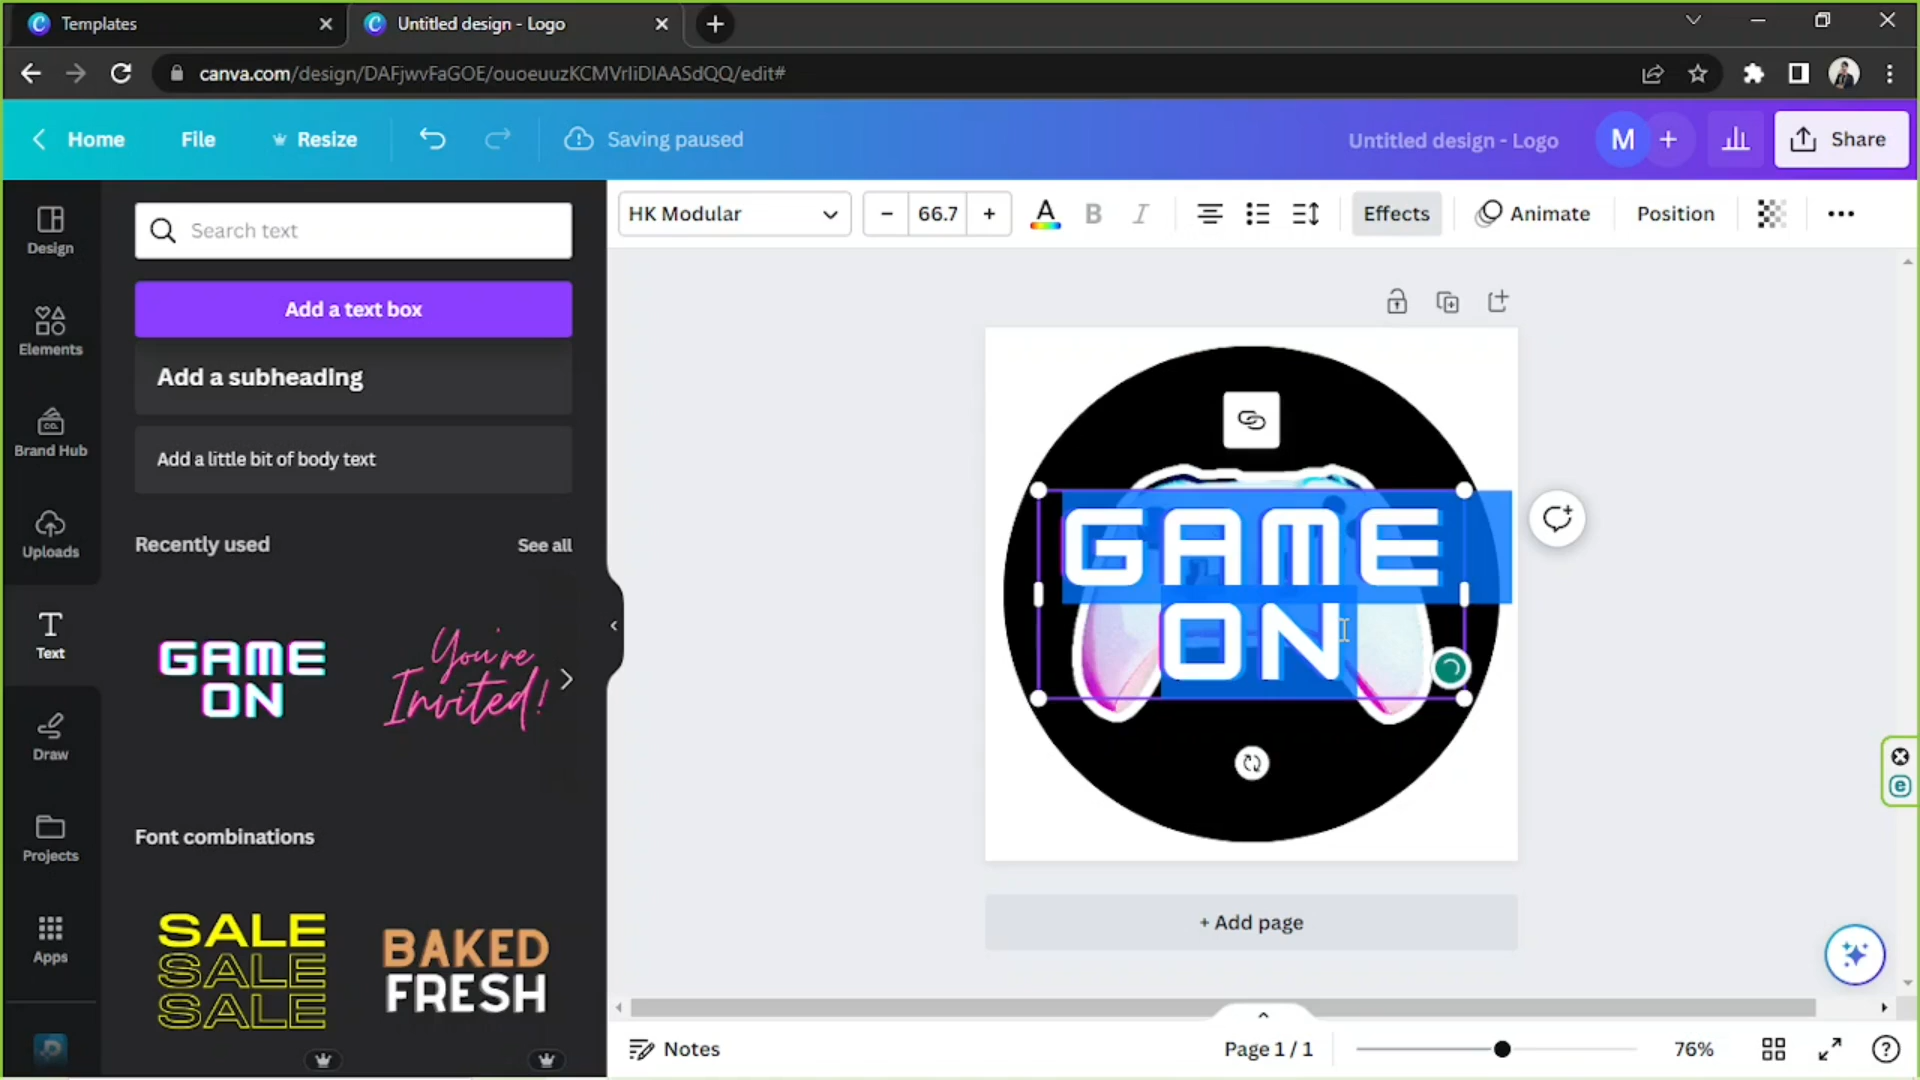 Templates
Untitled design - Logo
canva.com/design/DAFjwvFaGOE/ouoeuuzKCMVrIiDIAASdQQ/edit#
Home File Resize Saving paused Untitled design - Logo M + Share
Design
Elements
Brand Hub
Uploads
Text
Draw
Projects
Apps
Search text
Add a text box
Add a subheading
Add a little bit of body text
Recently used See all
GAME
ON
You're
Invited!
Font combinations
SALE
SALE
SALE
BAKED
FRESH
HK Modular - 66.7 + A B I Effects Animate Position
GAME
ON
+ Add page
Notes Page 1 / 1 76%